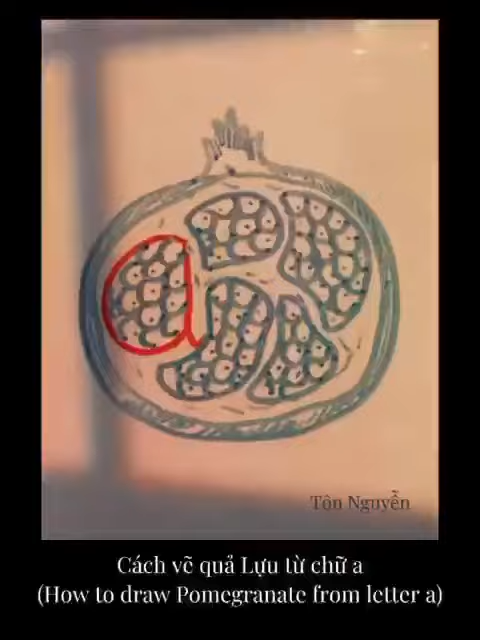 a
Tôn Nguyễn
Cách vẽ quả Lựu từ chữ a
(How to draw Pomegranate from letter a)